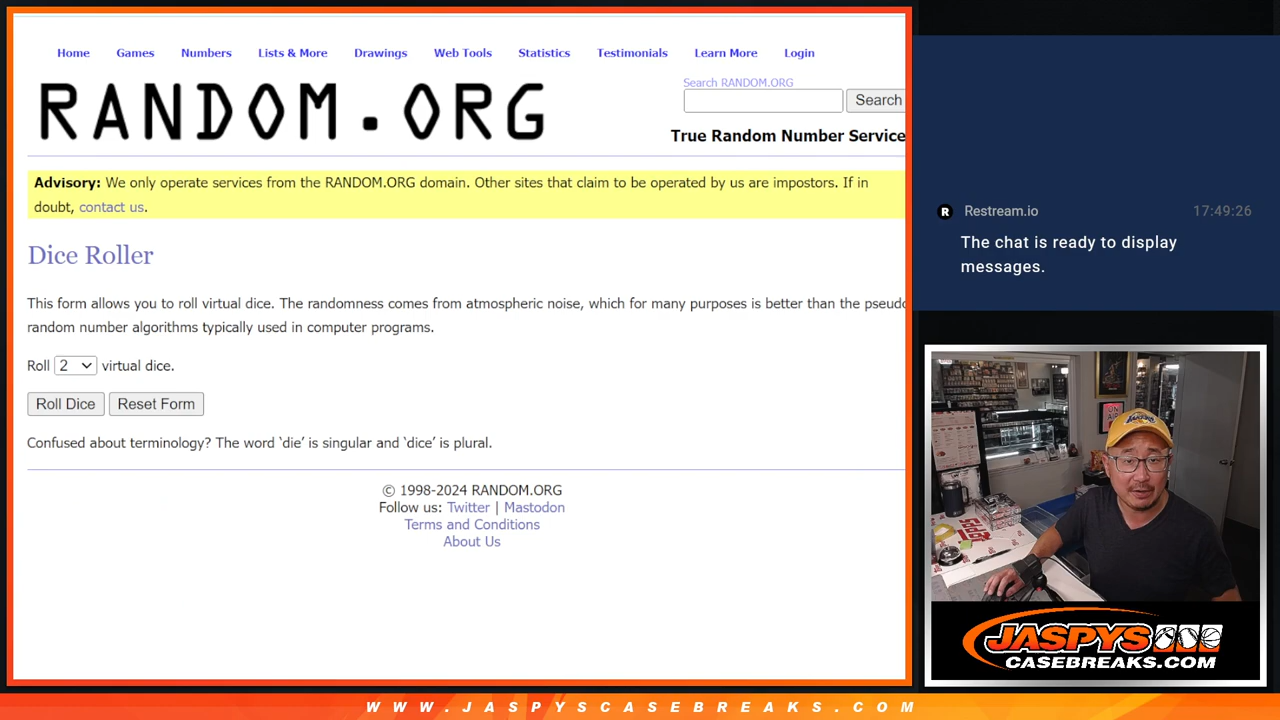 Home Games Numbers Lists & More Drawings Web Tools Statistics Testimonials Learn More Login
RANDOM.ORG
Search RANDOM.ORG
Search
True Random Number Service
Advisory: We only operate services from the RANDOM.ORG domain. Other sites that claim to be operated by us are impostors. If in
doubt, contact us.
Dice Roller
This form allows you to roll virtual dice. The randomness comes from atmospheric noise, which for many purposes is better than the pseudo
random number algorithms typically used in computer programs.
Roll 2 virtual dice.
Roll Dice Reset Form
Confused about terminology? The word ‘die’ is singular and ‘dice’ is plural.
© 1998-2024 RANDOM.ORG
Follow us: Twitter | Mastodon
Terms and Conditions
About Us
R Restream.io 17:49:26
The chat is ready to display
messages.
JASPYS
CASEBREAKS.COM
WWW.JASPYSCASEBREAKS.COM